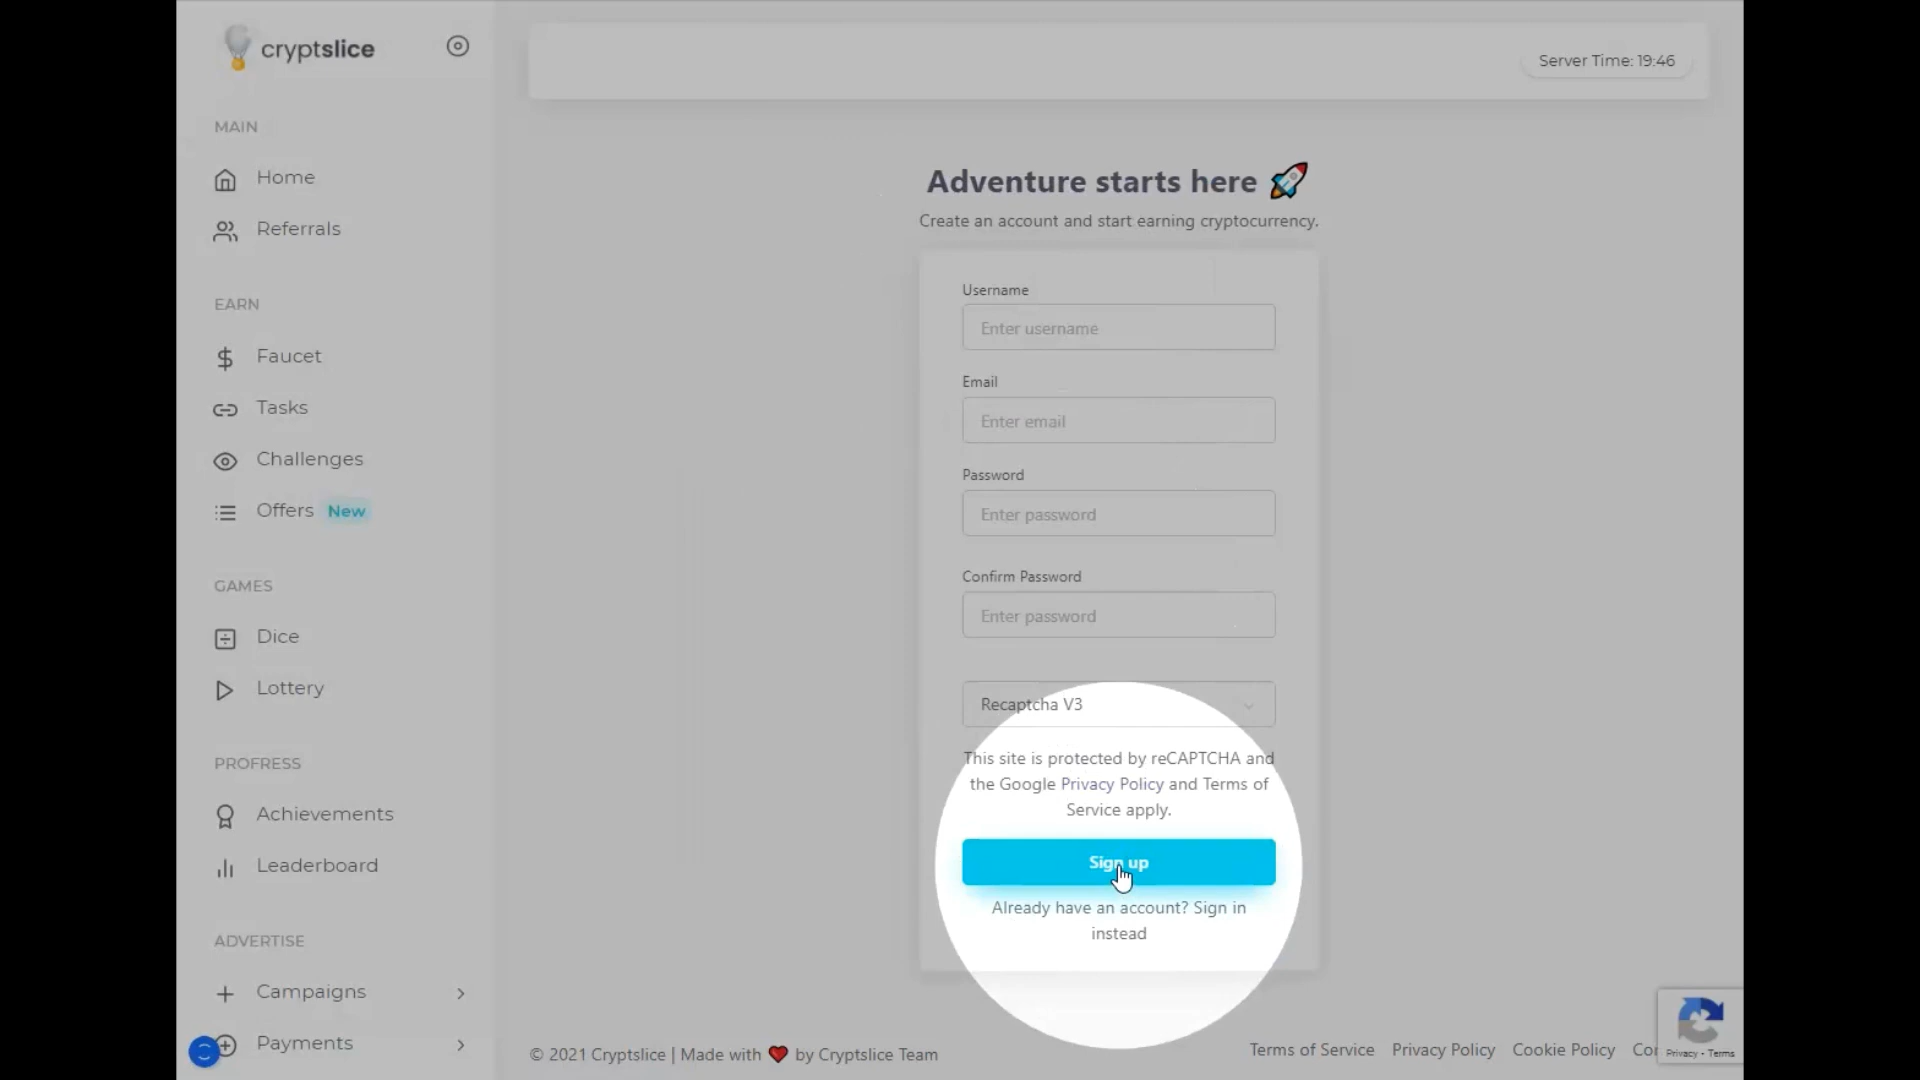 cryptslice
Server Time: 19:46
MAIN
Home
Referrals
EARN
Faucet
Tasks
Challenges
Offers New
GAMES
Dice
Lottery
PROFRESS
Achievements
Leaderboard
ADVERTISE
Campaigns
Payments
Adventure starts here
Create an account and start earning cryptocurrency.
Username
Enter username
Email
Enter email
Password
Enter password
Confirm Password
Enter password
Recaptcha V3
This site is protected by reCAPTCHA and
the Google Privacy Policy and Terms of
Service apply.
Sign up
Already have an account? Sign in
instead
© 2021 Cryptslice | Made with by Cryptslice Team
Terms of Service Privacy Policy Cookie Policy
Privacy - Terms